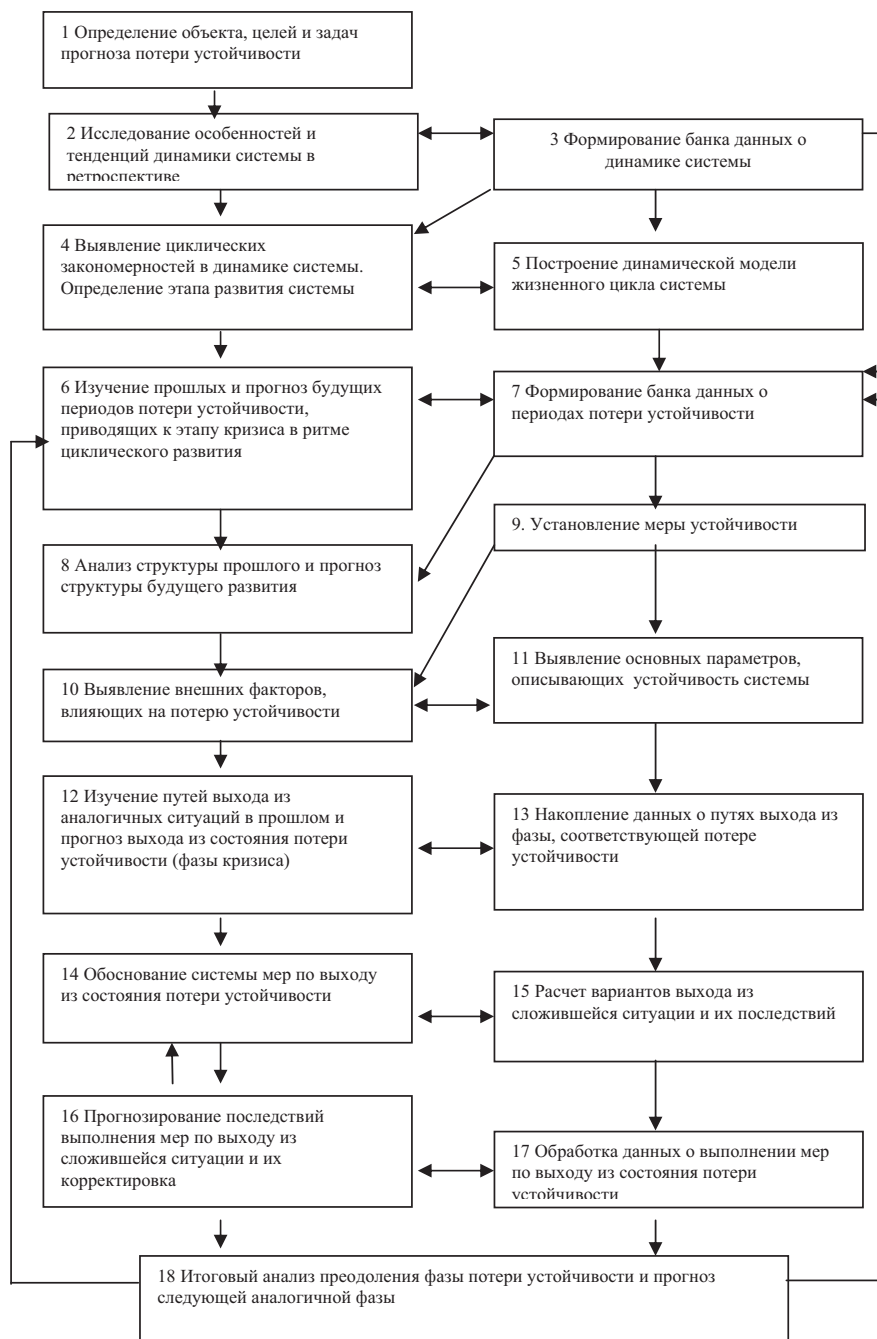 1 Определение объекта, целей и задач
прогноза потери устойчивости
2 Исследование особенностей и
тенденций динамики системы в
ретроспективе
3 Формирование банка данных о
динамике системы
4 Выявление циклических
закономерностей в динамике системы.
Определение этапа развития системы
5 Построение динамической модели
жизненного цикла системы
6 Изучение прошлых и прогноз будущих
периодов потери устойчивости,
приводящих к этапу кризиса в ритме
циклического развития
7 Формирование банка данных о
периодах потери устойчивости
8 Анализ структуры прошлого и прогноз
структуры будущего развития
9. Установление меры устойчивости
10 Выявление внешних факторов,
влияющих на потерю устойчивости
11 Выявление основных параметров,
описывающих устойчивость системы
12 Изучение путей выхода из
аналогичных ситуаций в прошлом и
прогноз выхода из состояния потери
устойчивости (фазы кризиса)
13 Накопление данных о путях выхода из
фазы, соответствующей потере
устойчивости
14 Обоснование системы мер по выходу
из состояния потери устойчивости
15 Расчет вариантов выхода из
сложившейся ситуации и их последствий
16 Прогнозирование последствий
выполнения мер по выходу из
сложившейся ситуации и их
корректировка
17 Обработка данных о выполнении мер
по выходу из состояния потери
устойчивости
18 Итоговый анализ преодоления фазы потери устойчивости и прогноз
следующей аналогичной фазы